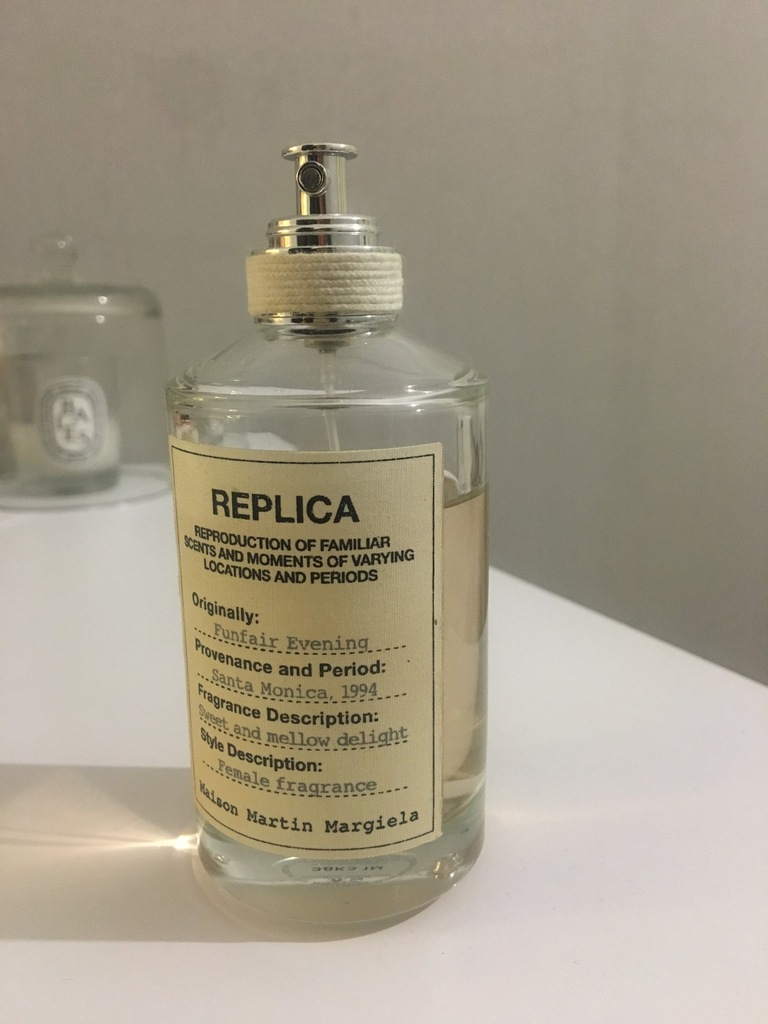 REPLICA
REPRODUCTION OF FAMILIAR
SCENTS AND MOMENTS OF VARYING
LOCATIONS AND PERIODS
Originally:
Funfair Evening
Provenance and Period:
Santa Monica, 1994
Fragrance Description:
Sweet and mellow delight
Style Description:
Female fragrance
Maison Martin Margiela